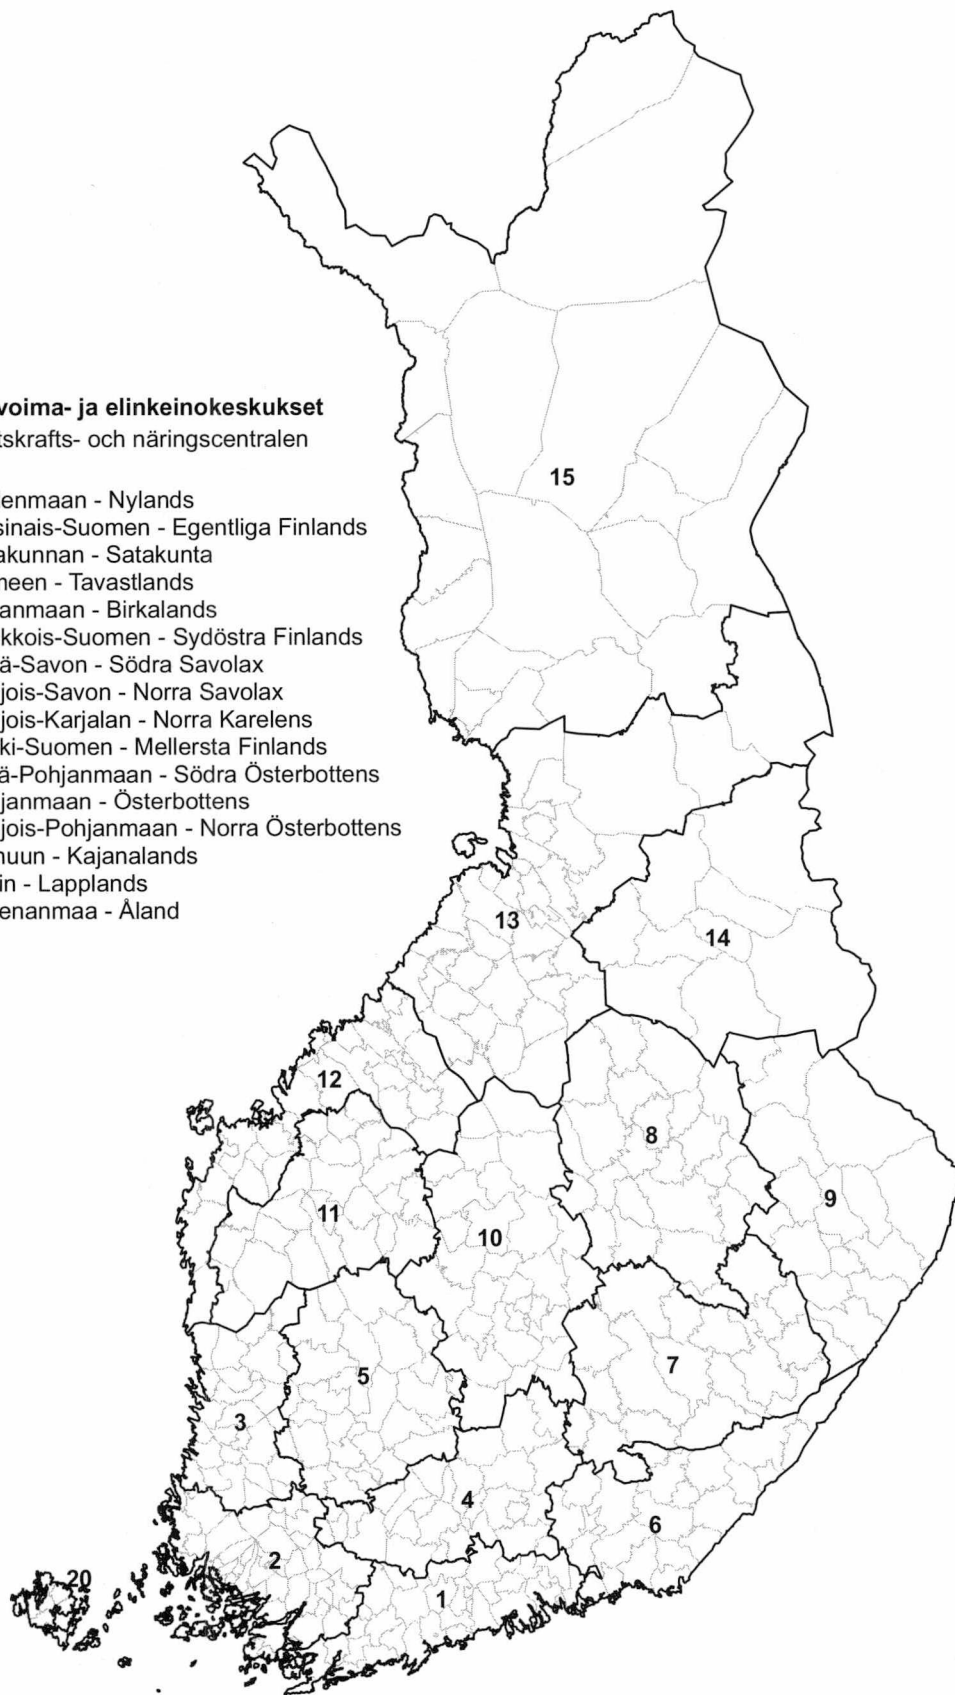 voima- ja elinkeinokeskukset
tskrafts- och näringscentralen
enmaan - Nylands
sinais-Suomen - Egentliga Finlands
akunnan - Satakunta
meen - Tavastlands
anmaan - Birkalands
kkois-Suomen - Sydöstra Finlands
ä-Savon - Södra Savolax
jois-Savon - Norra Savolax
jois-Karjalan - Norra Karelens
ki-Suomen - Mellersta Finlands
ä-Pohjanmaan - Södra Österbottens
janmaan - Österbottens
jois-Pohjanmaan - Norra Österbottens
nuun - Kajanalands
in - Lapplands
enanmaa - Åland
15
13
14
12
8
9
11
10
5
7
3
4
6
2
20
1